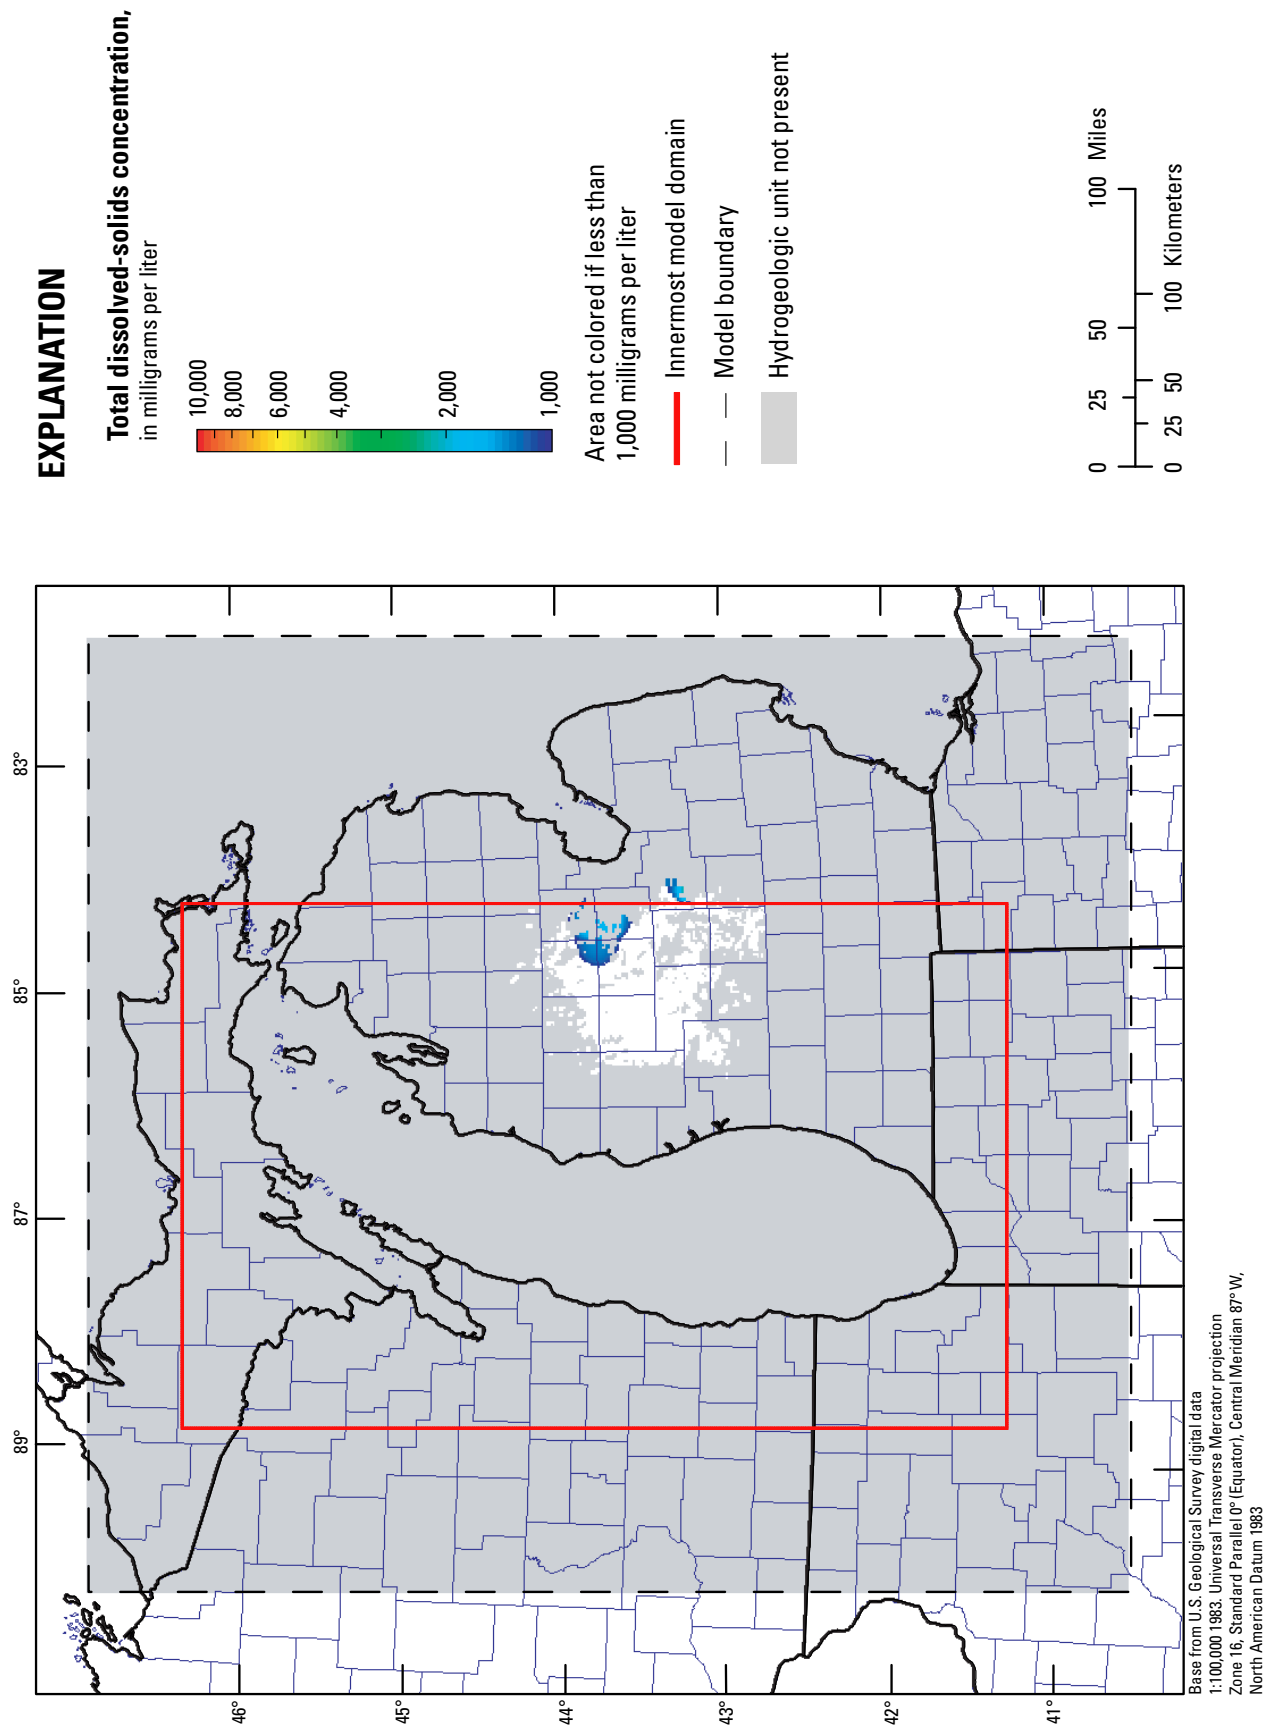 83°
85°
87°
89°
46°
45°
44°
43°
42°
41°
Base from U.S. Geological Survey digital data
1:100,000 1983. Universal Transverse Mercator projection
Zone 16, Standard Parallel 0° (Equator), Central Meridian 87° W,
North American Datum 1983
EXPLANATION
Total dissolved-solids concentration,
in milligrams per liter
10,000
8,000
6,000
4,000
2,000
1,000
Area not colored if less than
1,000 milligrams per liter
Innermost model domain
Model boundary
Hydrogeologic unit not present
0 25 50 100 Miles
0 25 50 100 Kilometers